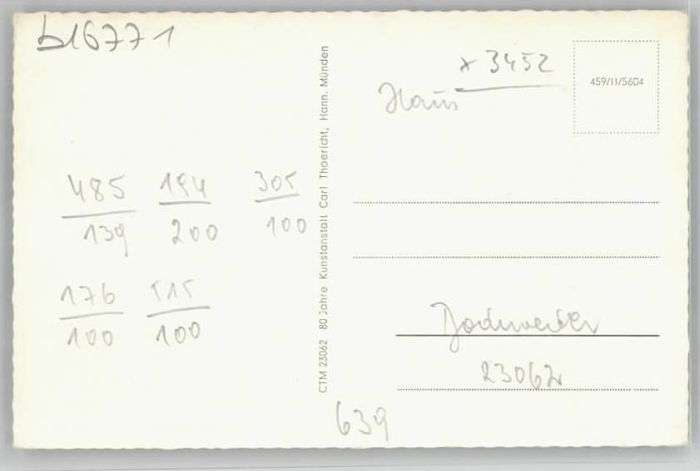 b16771
x 3452
459/11/5604
Haus
485 194 305
139 200 100
176 515
100 100
CTM 23062 80 Jahre Kunstanstalt Carl Thoericht, Hann. Münden
23062
639